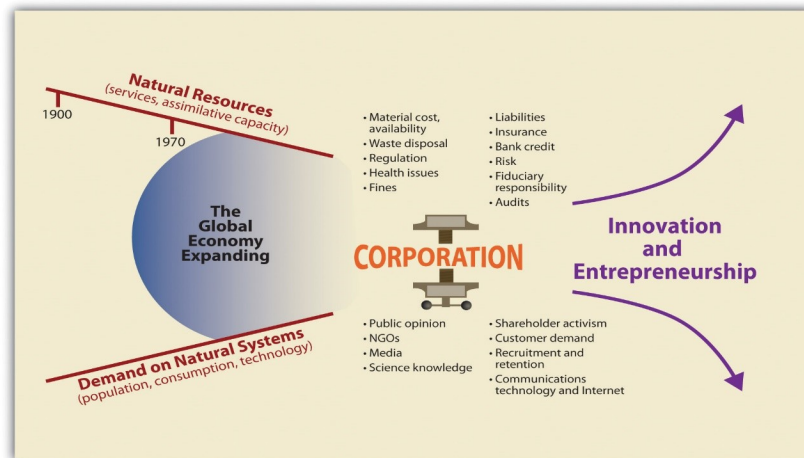 Natural Resources
(services, assimilative capacity)
1900
1970
The
Global
Economy
Expanding
Demand on Natural Systems
(population, consumption, technology)
• Material cost,
availability
• Waste disposal
• Regulation
• Health issues
• Fines
• Liabilities
• Insurance
• Bank credit
• Risk
• Fiduciary
responsibility
• Audits
CORPORATION
• Public opinion
• NGOs
• Media
• Science knowledge
• Shareholder activism
• Customer demand
• Recruitment and
retention
• Communications
technology and Internet
Innovation
and
Entrepreneurship